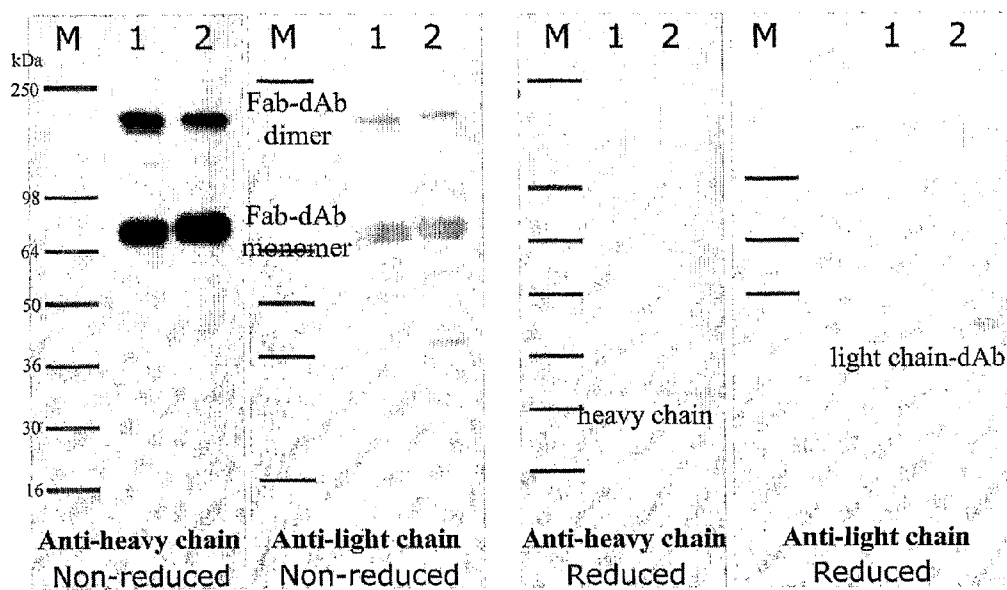 M 1 2 M 1 2 M 1 2 M 1 2
kDa
250
Fab-dAb
dimer
98
Fab-dAb
monomer
64
50
36
light chain-dAb
30
heavy chain
16
Anti-heavy chain Anti-light chain Anti-heavy chain Anti-light chain
Non-reduced Non-reduced Reduced Reduced